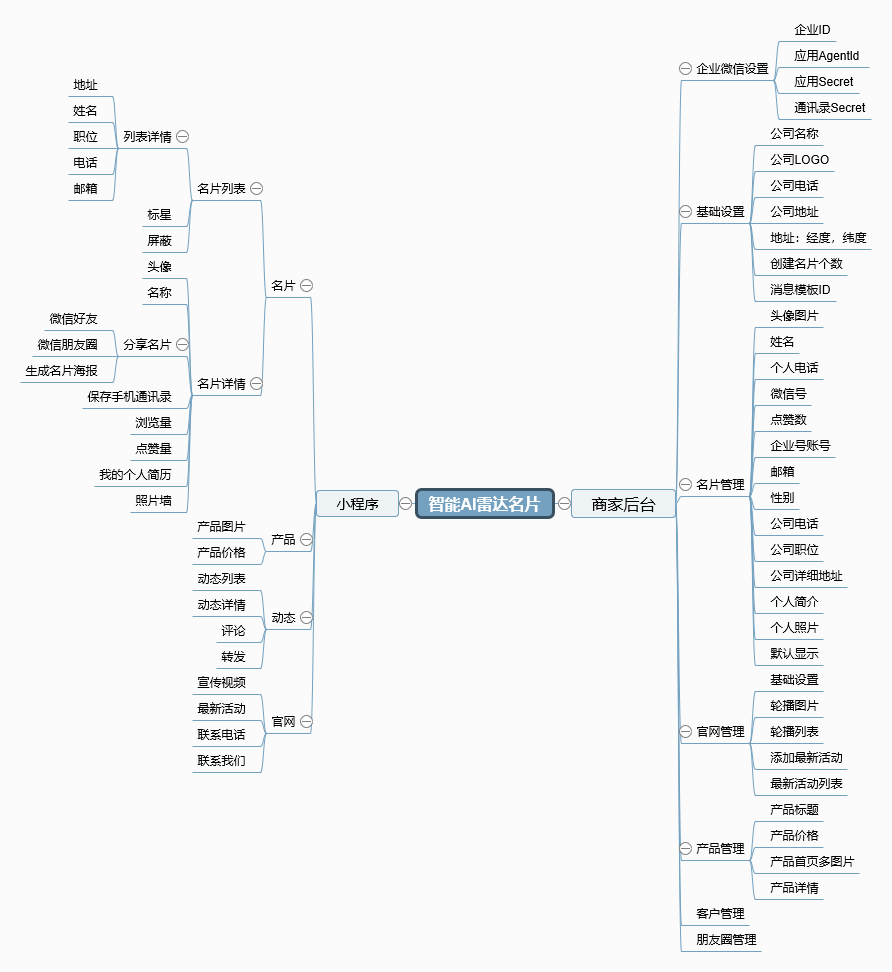 智能AI雷达名片
小程序
名片
名片列表
列表详情
地址
姓名
职位
电话
邮箱
标星
屏蔽
名片详情
头像
名称
分享名片
微信好友
微信朋友圈
生成名片海报
保存手机通讯录
浏览量
点赞量
我的个人简历
照片墙
产品
产品图片
产品价格
动态
动态列表
动态详情
评论
转发
官网
宣传视频
最新活动
联系电话
联系我们
商家后台
企业微信设置
企业ID
应用AgentId
应用Secret
通讯录Secret
基础设置
公司名称
公司LOGO
公司电话
公司地址
地址：经度，纬度
创建名片个数
消息模板ID
名片管理
头像图片
姓名
个人电话
微信号
点赞数
企业号账号
邮箱
性别
公司电话
公司职位
公司详细地址
个人简介
个人照片
默认显示
官网管理
基础设置
轮播图片
轮播列表
添加最新活动
最新活动列表
产品管理
产品标题
产品价格
产品首页多图片
产品详情
客户管理
朋友圈管理